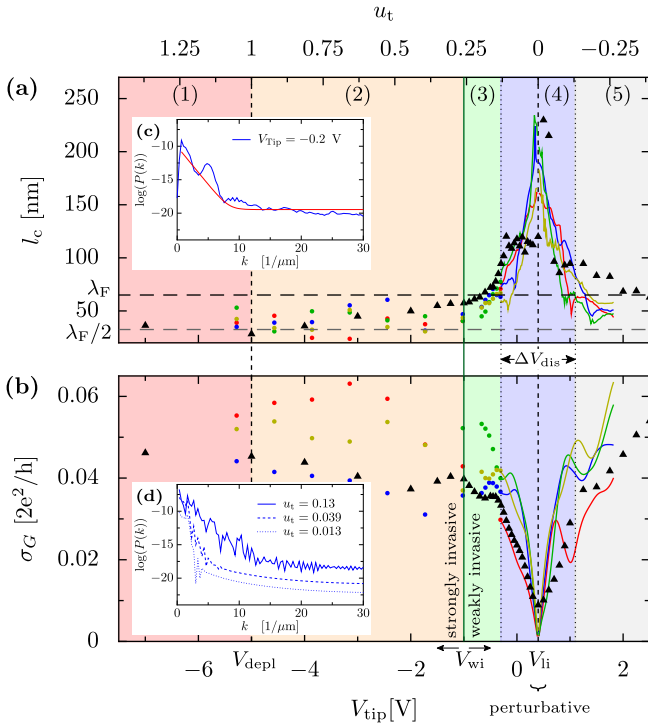 u_t
1.25 1 0.75 0.5 0.25 0 -0.25
(a) (1) (2) (3) (4) (5)
l_c [nm]
250
200
150
100
λ_F
50
λ_F/2
(c)
V_Tip = −0.2 V
log(P(k))
−10
−15
−20
0 10 20 30
k [1/μm]
ΔV_dis
(b)
σ_G [2e²/h]
0.06
0.04
0.02
0
(d)
u_t = 0.13
u_t = 0.039
u_t = 0.013
log(P(k))
−10
−15
−20
0 5 10 15 20 25 30
k [1/μm]
strongly invasive
weakly invasive
−6 V_depl −4 −2 V_wi 0 V_li 2
V_tip[V]
perturbative